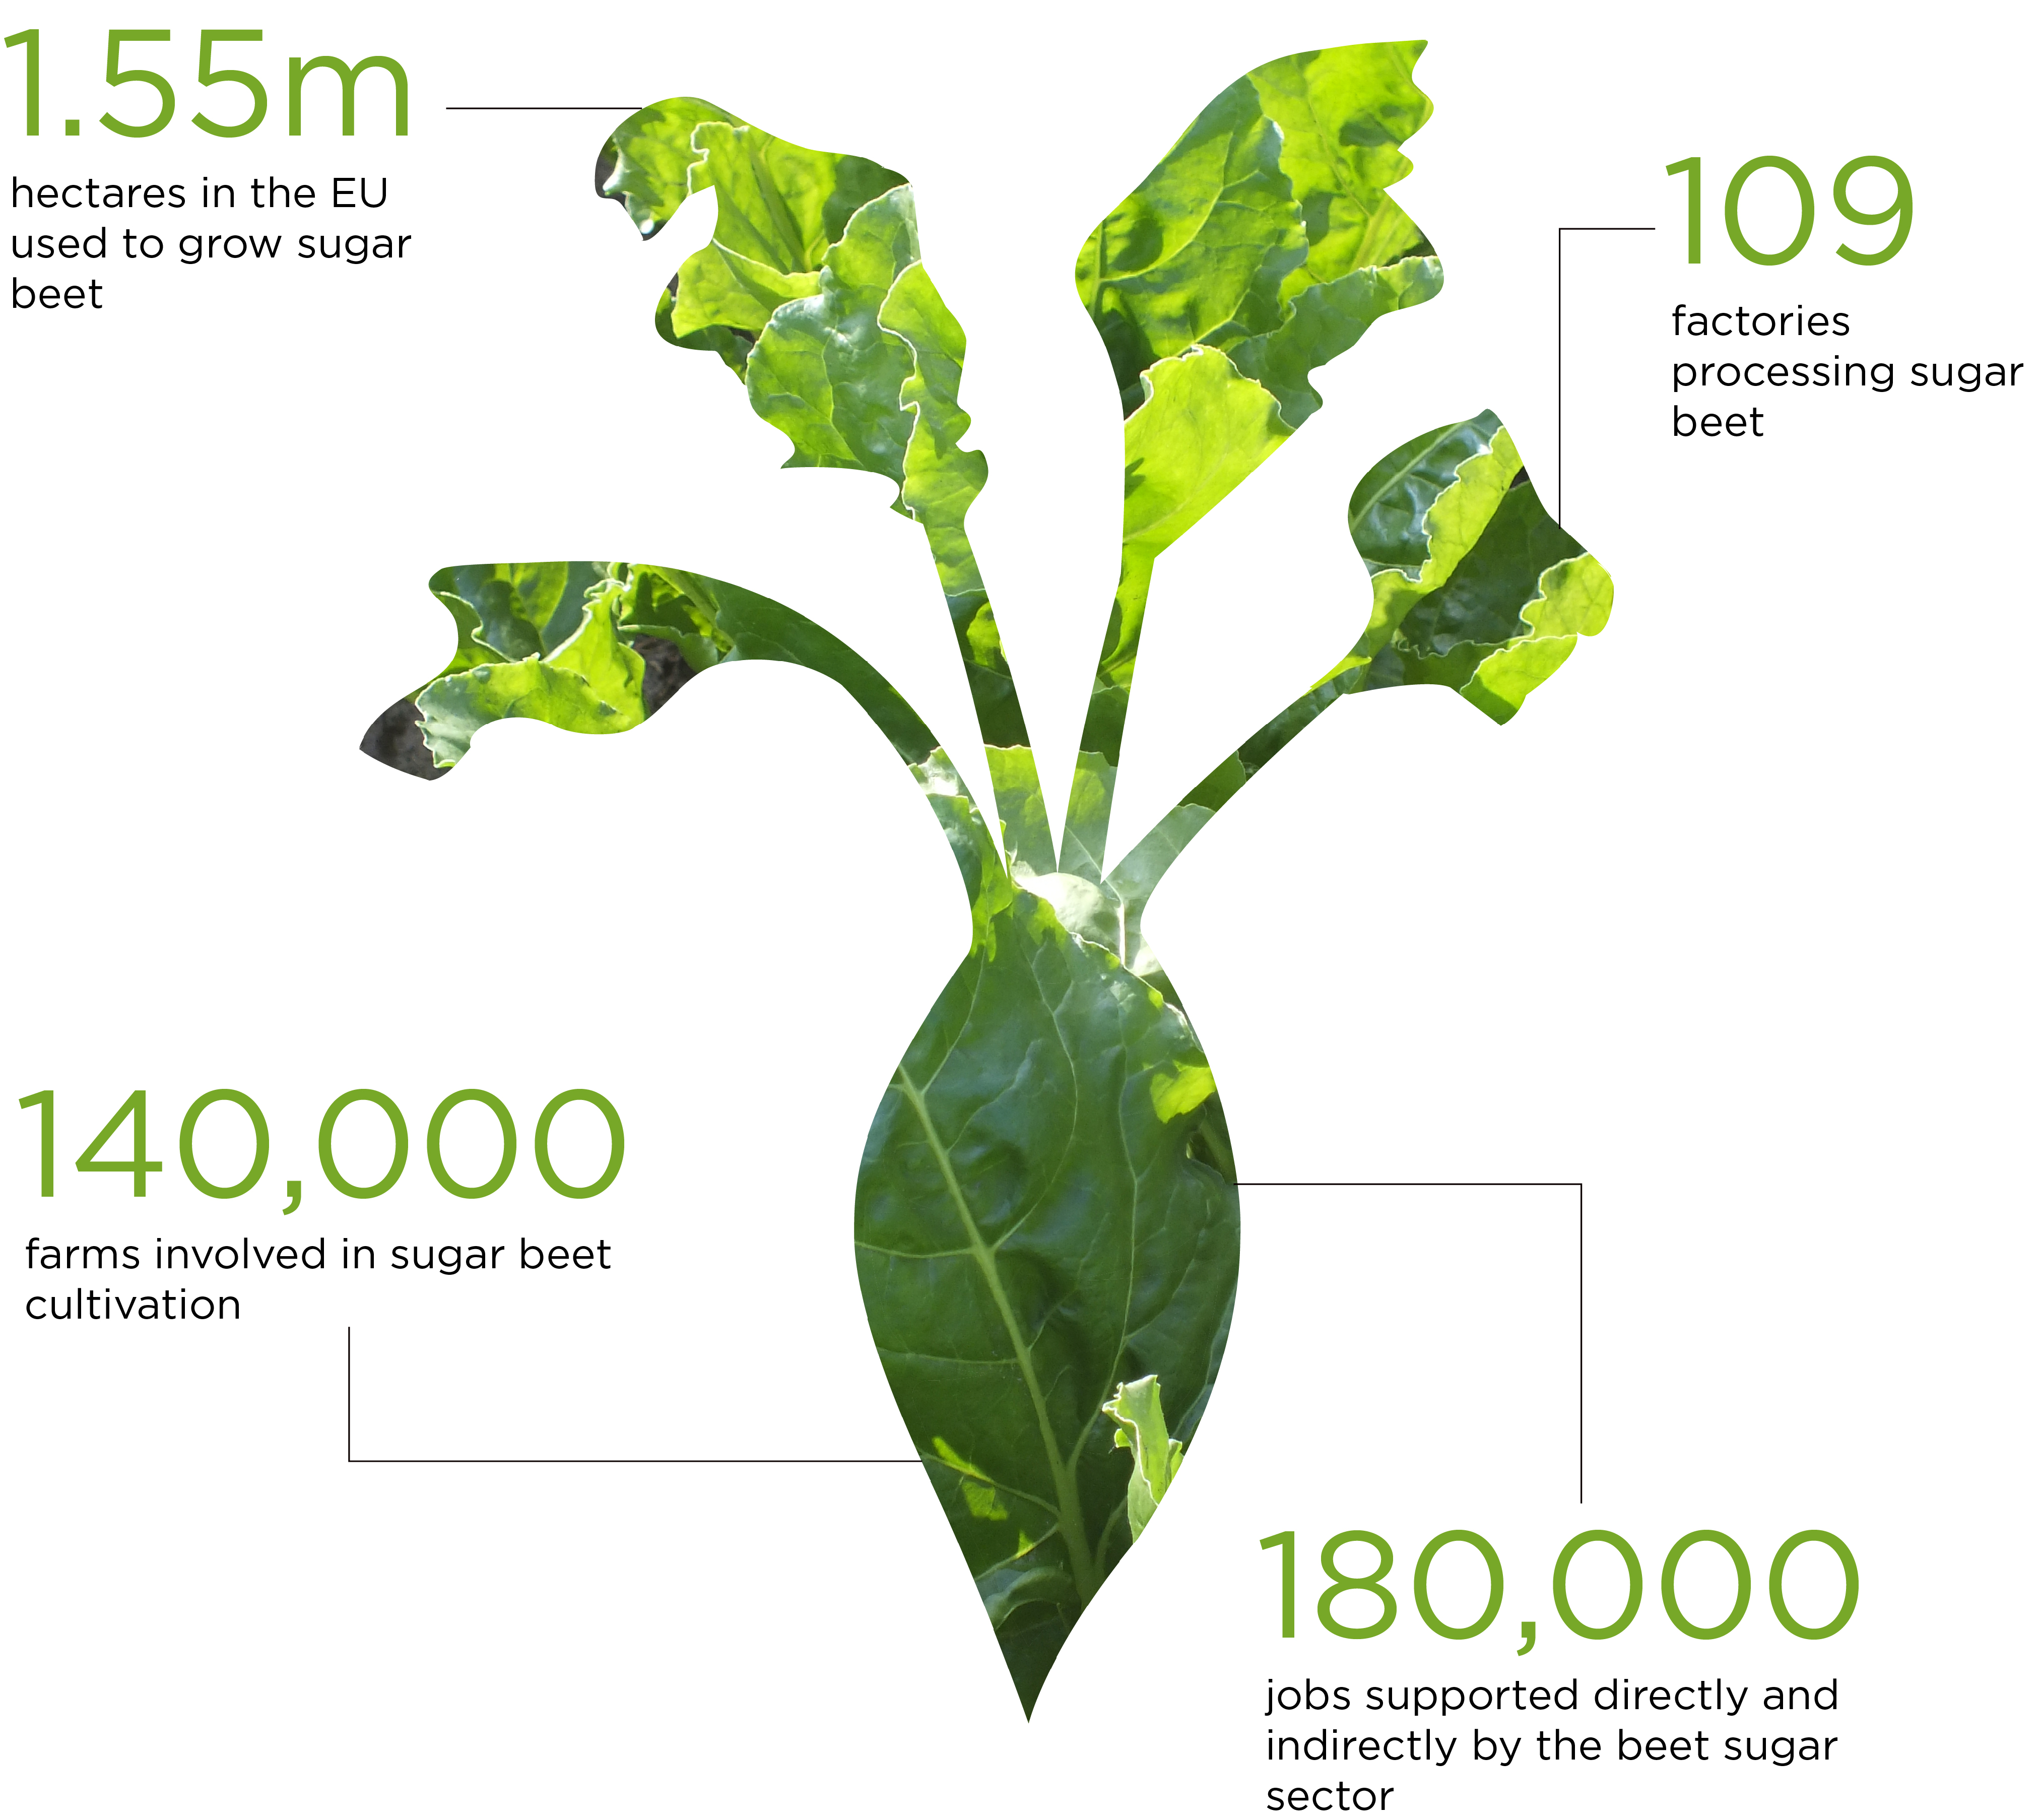 1.55m
hectares in the EU
used to grow sugar
beet
109
factories
processing sugar
beet
140,000
farms involved in sugar beet
cultivation
180,000
jobs supported directly and
indirectly by the beet sugar
sector